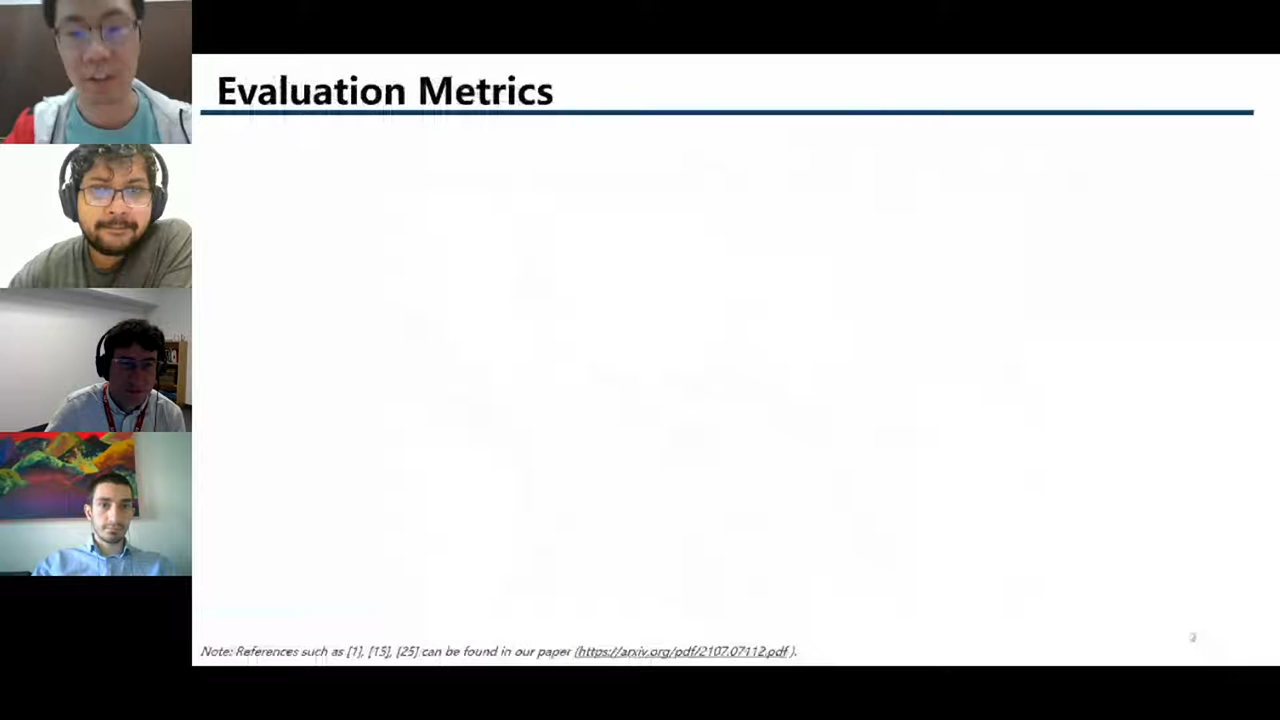 Evaluation Metrics
Note: References such as [1], [15], [25] can be found in our paper (https://arxiv.org/pdf/2107.07112.pdf ).